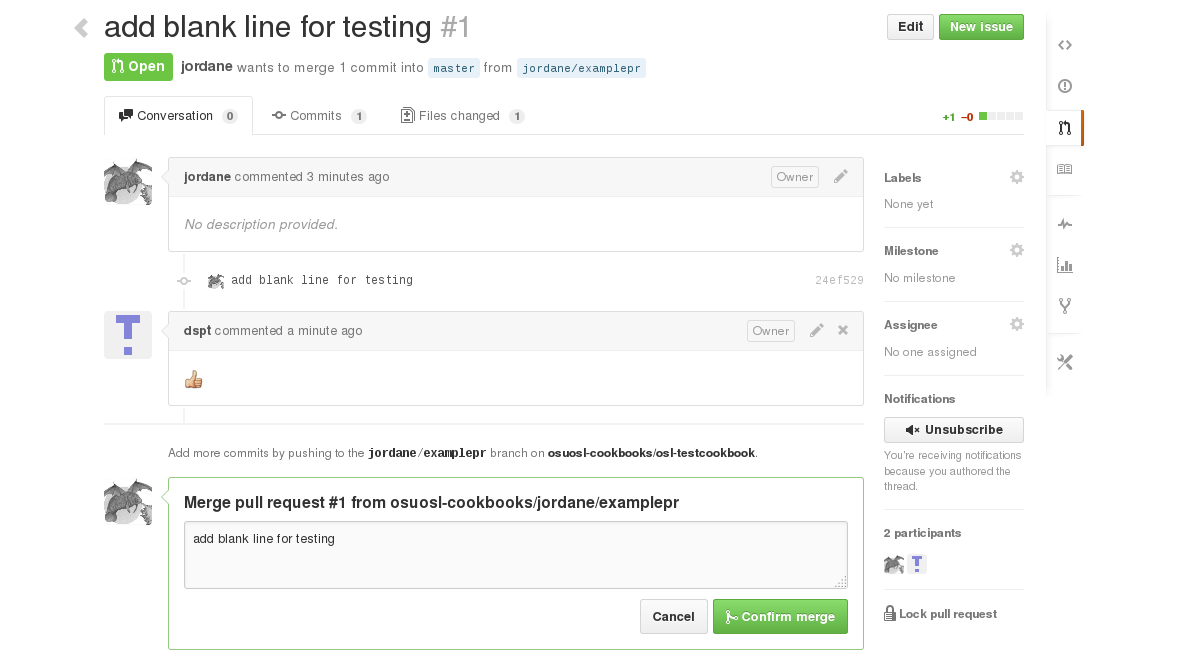 add blank line for testing #1
Edit
New issue
Open
jordane wants to merge 1 commit into master from jordane/examplepr
Conversation 0
Commits 1
Files changed 1
+1 −0
jordane commented 3 minutes ago
Owner
No description provided.
add blank line for testing
24ef529
dspt commented a minute ago
Owner
Add more commits by pushing to the jordane/examplepr branch on osuosl-cookbooks/osl-testcookbook.
Merge pull request #1 from osuosl-cookbooks/jordane/examplepr
add blank line for testing
Cancel
Confirm merge
Labels
None yet
Milestone
No milestone
Assignee
No one assigned
Notifications
Unsubscribe
You're receiving notifications
because you authored the
thread.
2 participants
Lock pull request